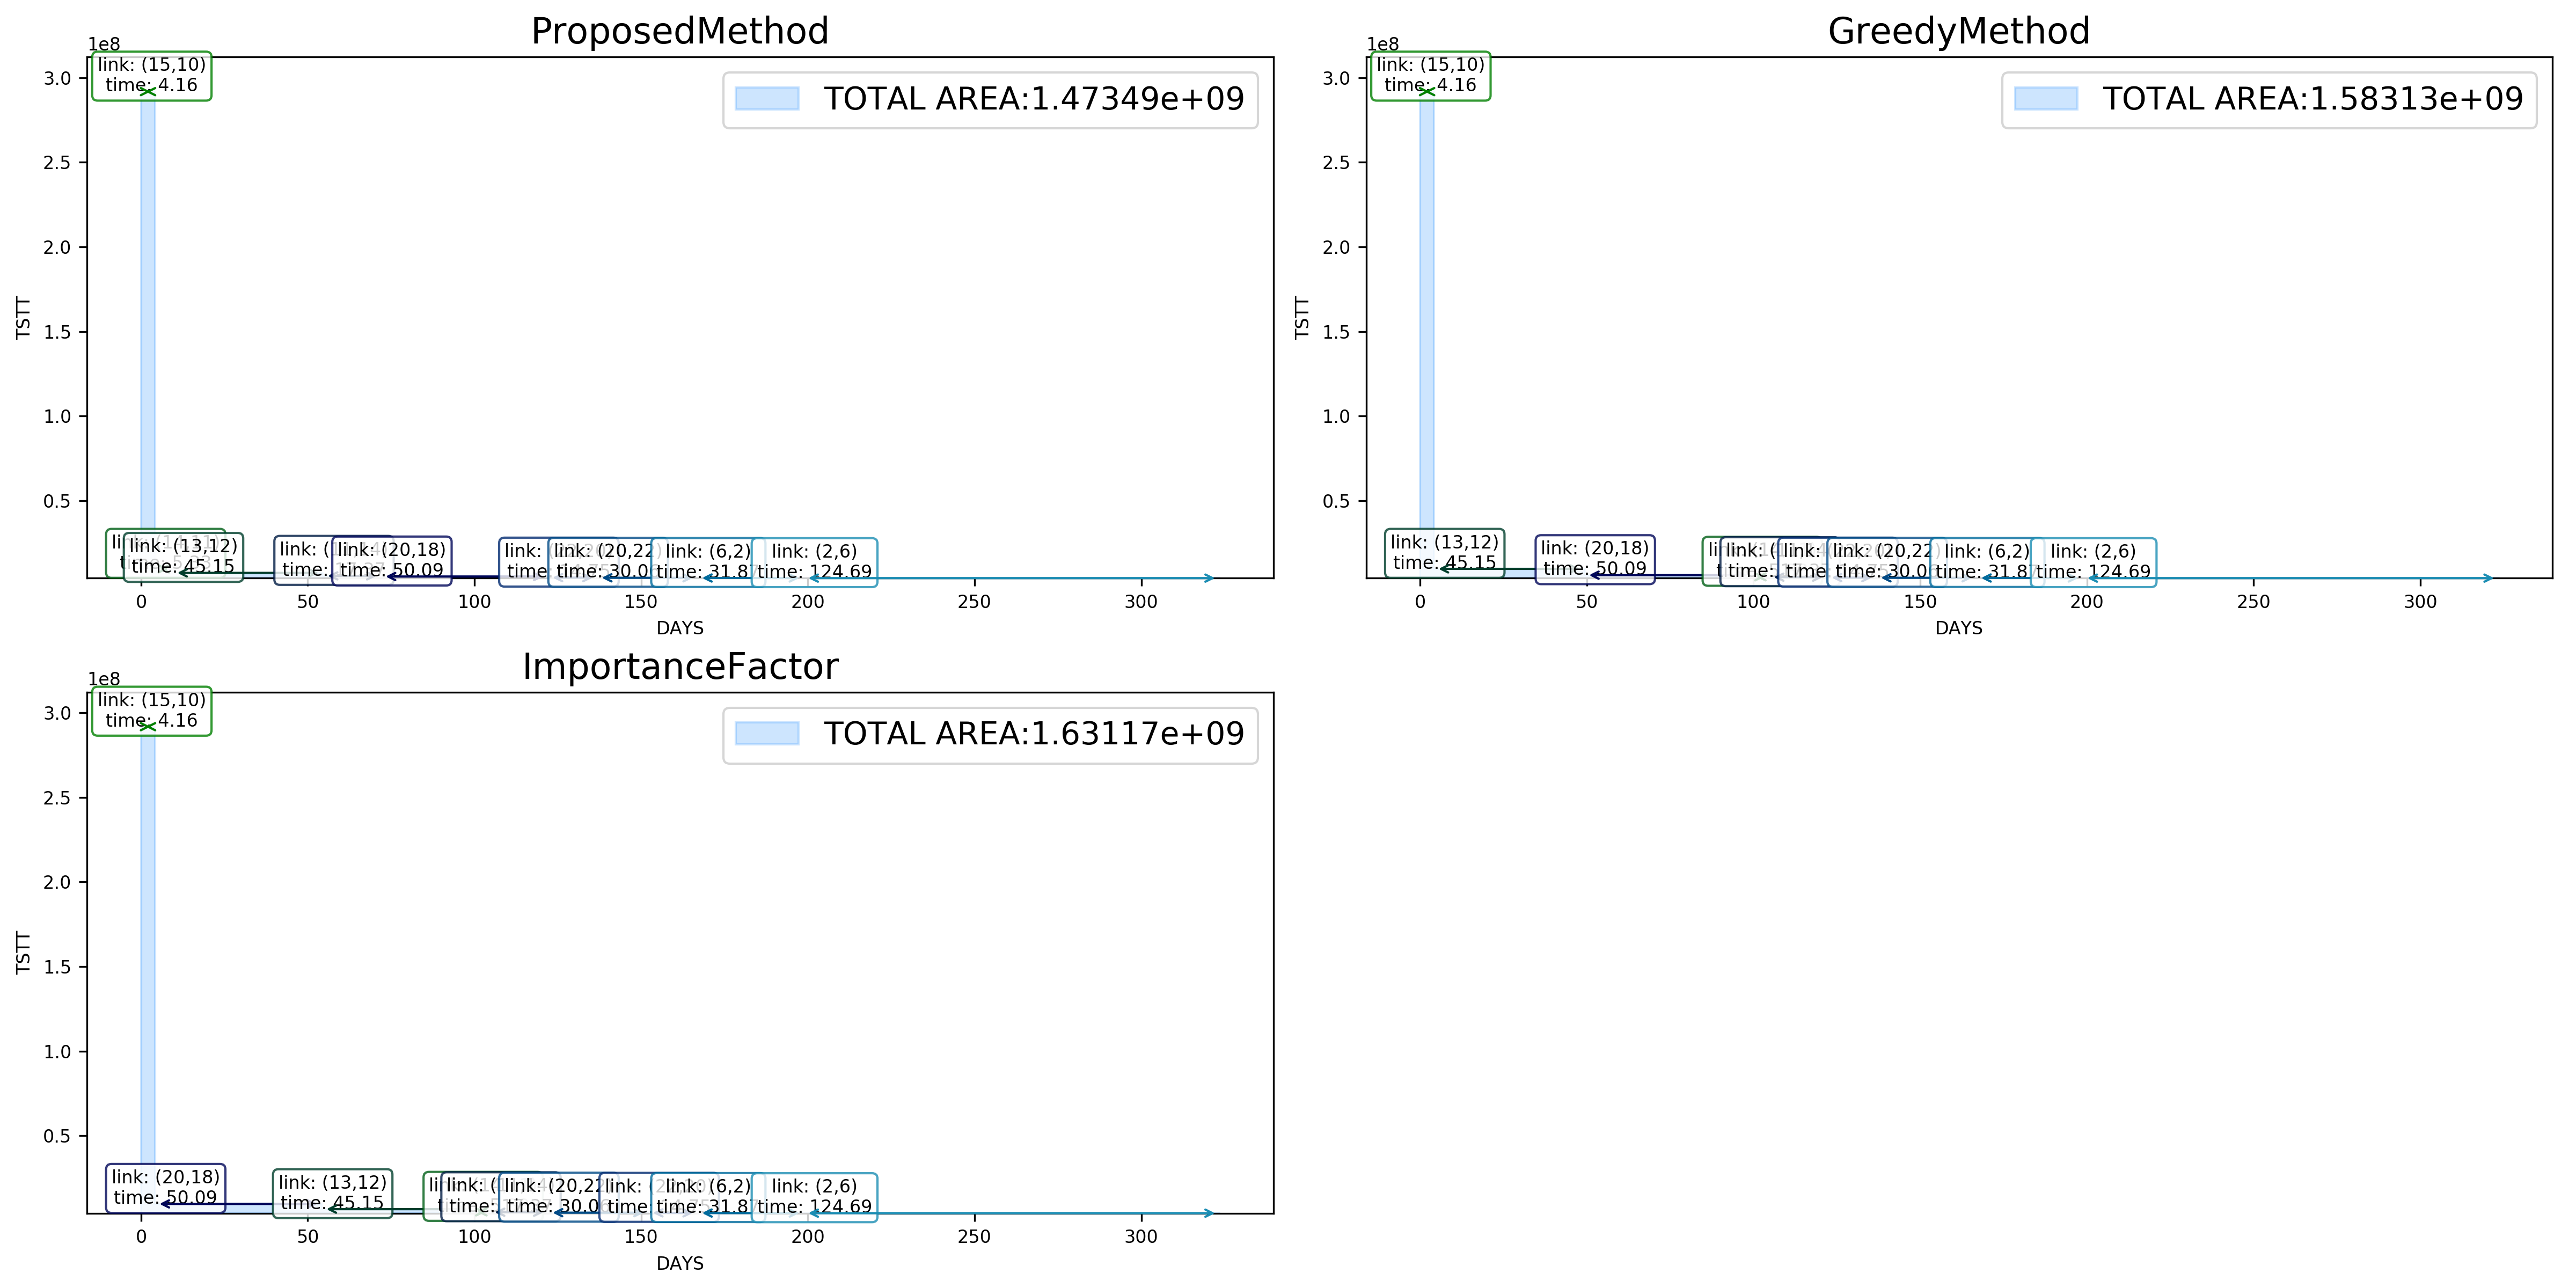 ProposedMethod
1e8
link: (15,10)
time: 4.16
TOTAL AREA:1.47349e+09
3.0
2.5
2.0
1.5
1.0
0.5
TSTT
link: (13,12)
time: 45.15
link: (20,18)
time: 50.09
link: (20,22)
time: 30.0
link: (6,2)
time: 31.87
link: (2,6)
time: 124.69
0 50 100 150 200 250 300
DAYS
GreedyMethod
1e8
link: (15,10)
time: 4.16
TOTAL AREA:1.58313e+09
3.0
2.5
2.0
1.5
1.0
0.5
TSTT
link: (13,12)
time: 45.15
link: (20,18)
time: 50.09
link: (20,22)
time: 30.0
link: (6,2)
time: 31.8
link: (2,6)
time: 124.69
0 50 100 150 200 250 300
DAYS
ImportanceFactor
1e8
link: (15,10)
time: 4.16
TOTAL AREA:1.63117e+09
3.0
2.5
2.0
1.5
1.0
0.5
TSTT
link: (20,18)
time: 50.09
link: (13,12)
time: 45.15
link: (20,22)
time: 30.06
link: (6,2)
time: 31.87
link: (2,6)
time: 124.69
0 50 100 150 200 250 300
DAYS